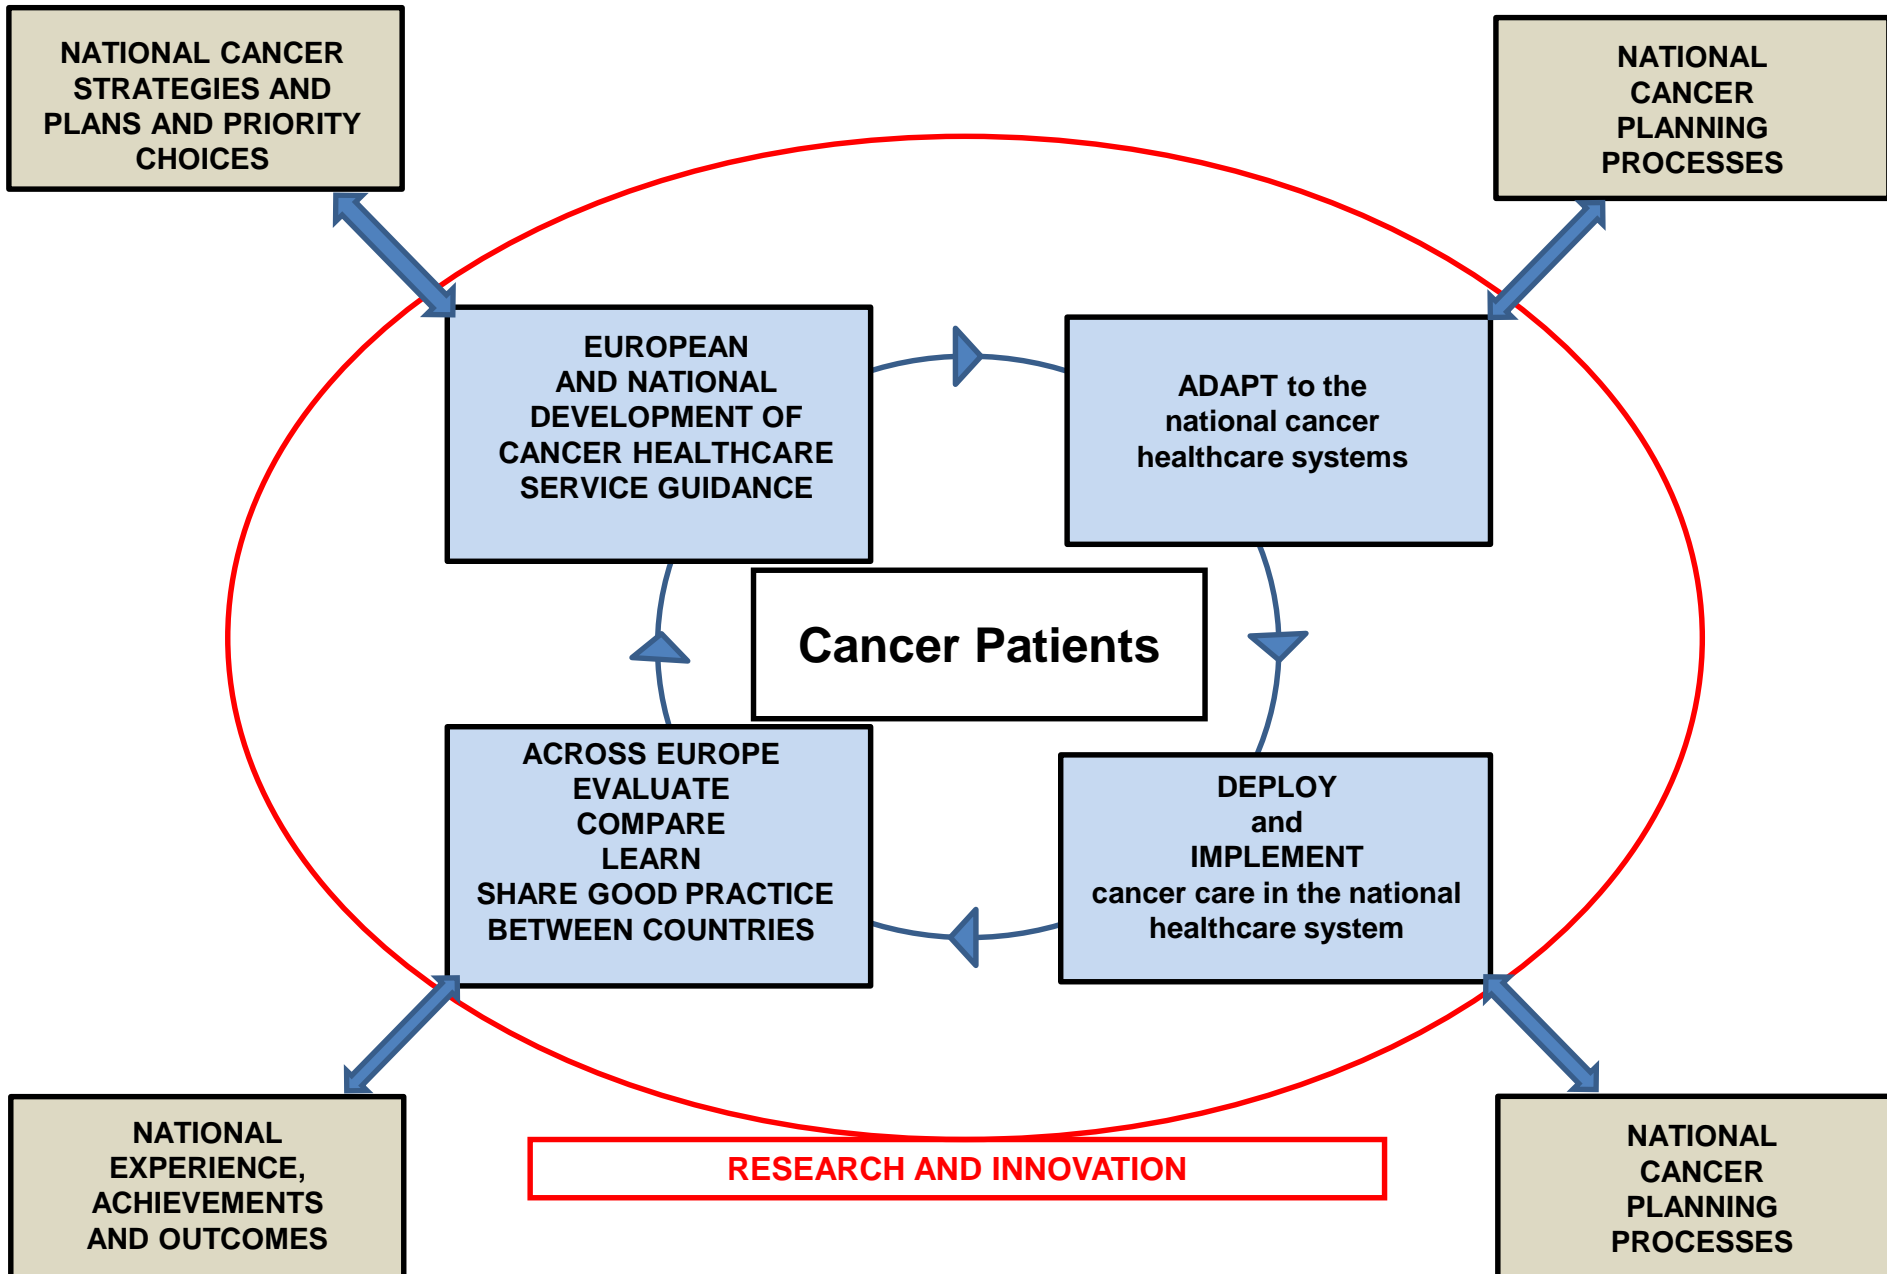 NATIONAL CANCER
STRATEGIES AND
PLANS AND PRIORITY
CHOICES
NATIONAL
CANCER
PLANNING
PROCESSES
EUROPEAN
AND NATIONAL
DEVELOPMENT OF
CANCER HEALTHCARE
SERVICE GUIDANCE
ADAPT to the
national cancer
healthcare systems
Cancer Patients
ACROSS EUROPE
EVALUATE
COMPARE
LEARN
SHARE GOOD PRACTICE
BETWEEN COUNTRIES
DEPLOY
and
IMPLEMENT
cancer care in the national
healthcare system
NATIONAL
EXPERIENCE,
ACHIEVEMENTS
AND OUTCOMES
RESEARCH AND INNOVATION
NATIONAL
CANCER
PLANNING
PROCESSES